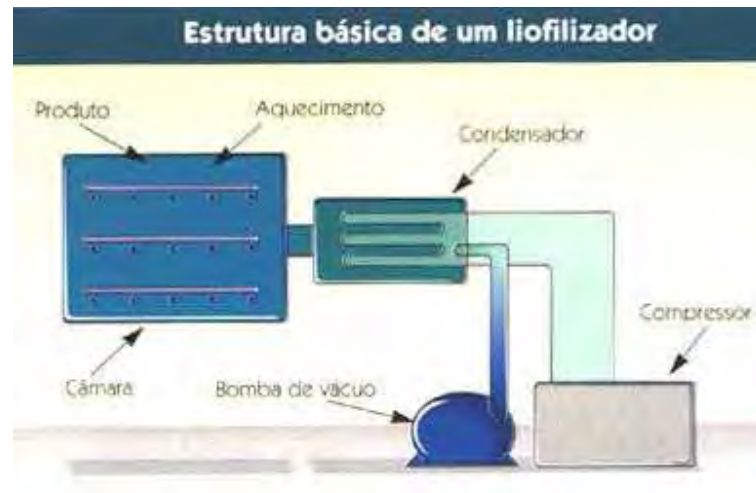 Estrutura básica de um liofilizador
Produto
Aquecimento
Condensador
Compressor
Câmara
Bomba de vácuo